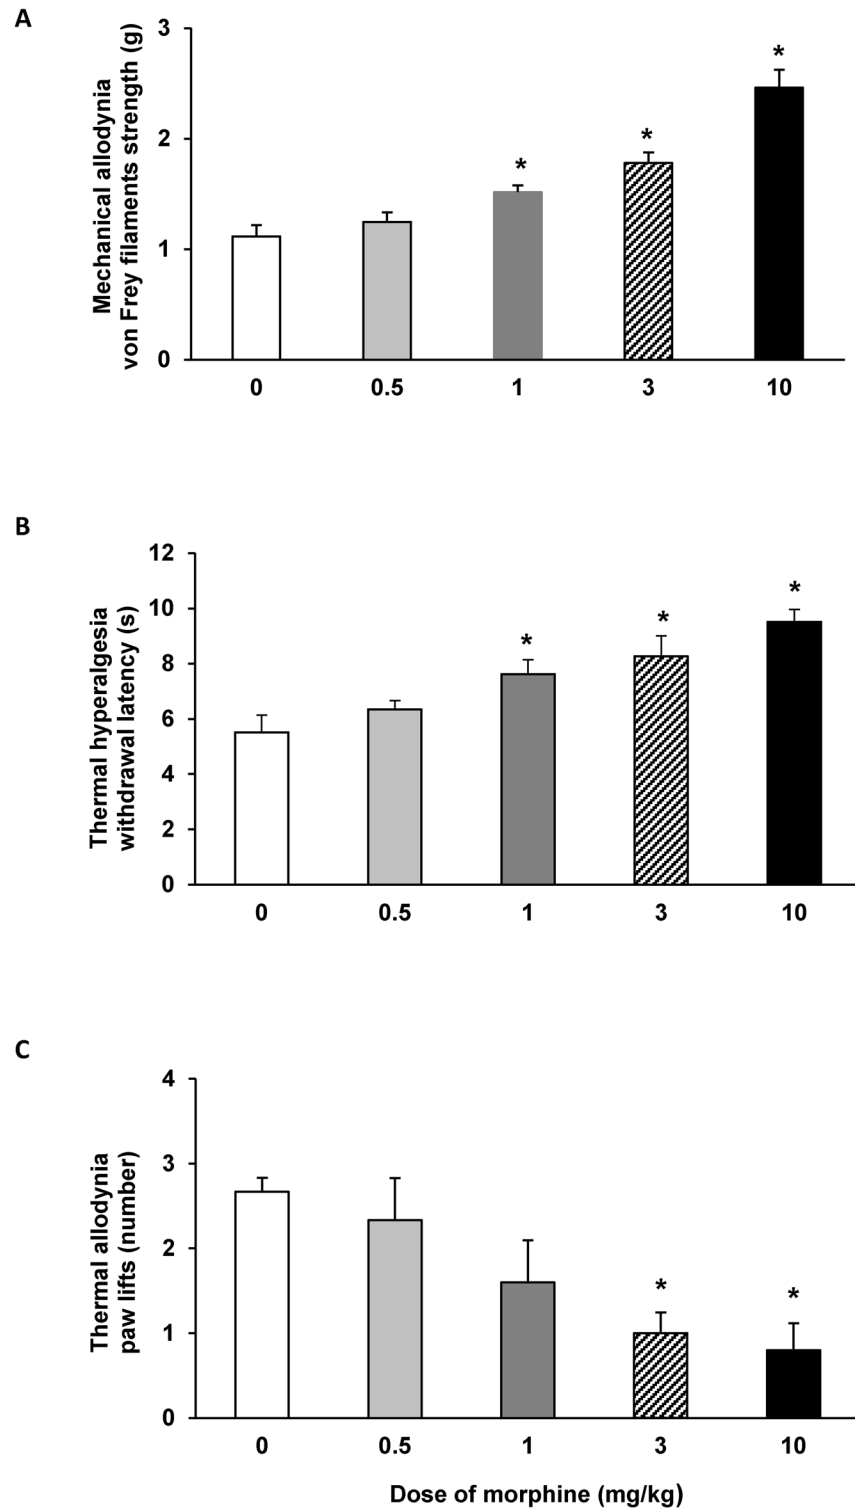 A
Mechanical allodynia
von Frey filaments strength (g)
3
2
1
0
*
*
*
0 0.5 1 3 10
B
Thermal hyperalgesia
withdrawal latency (s)
12
10
8
6
4
2
0
*
*
*
0 0.5 1 3 10
C
Thermal allodynia
paw lifts (number)
4
3
2
1
0
*
*
0 0.5 1 3 10
Dose of morphine (mg/kg)